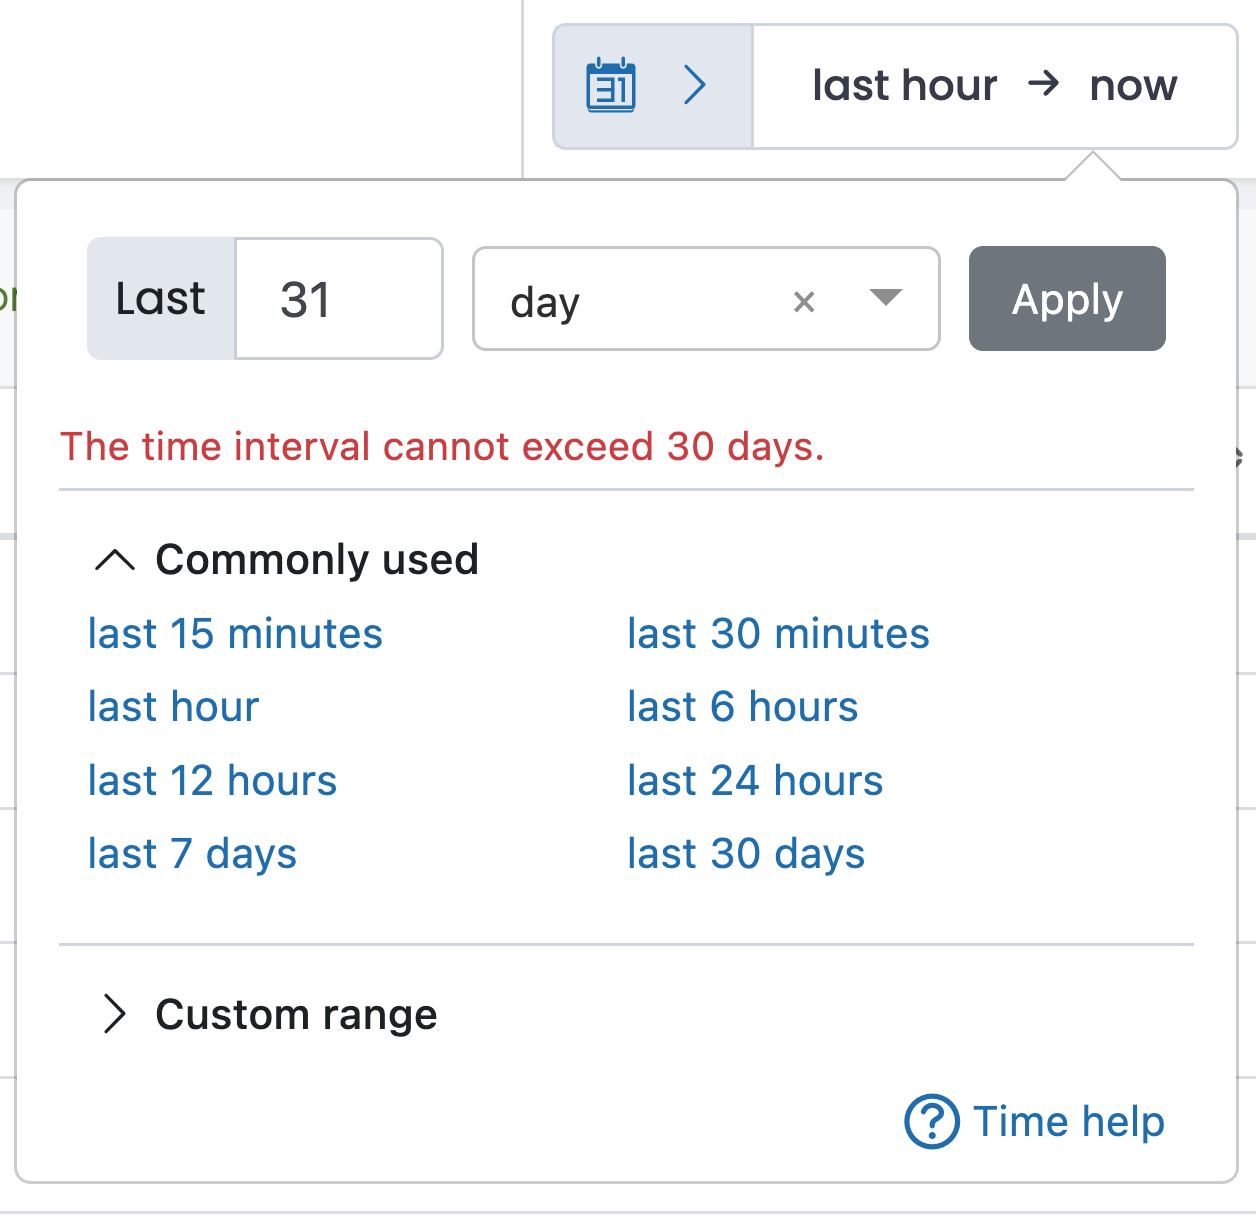 31 last hour → now
Last 31 day × Apply
The time interval cannot exceed 30 days.
Commonly used
last 15 minutes last 30 minutes
last hour last 6 hours
last 12 hours last 24 hours
last 7 days last 30 days
Custom range
? Time help